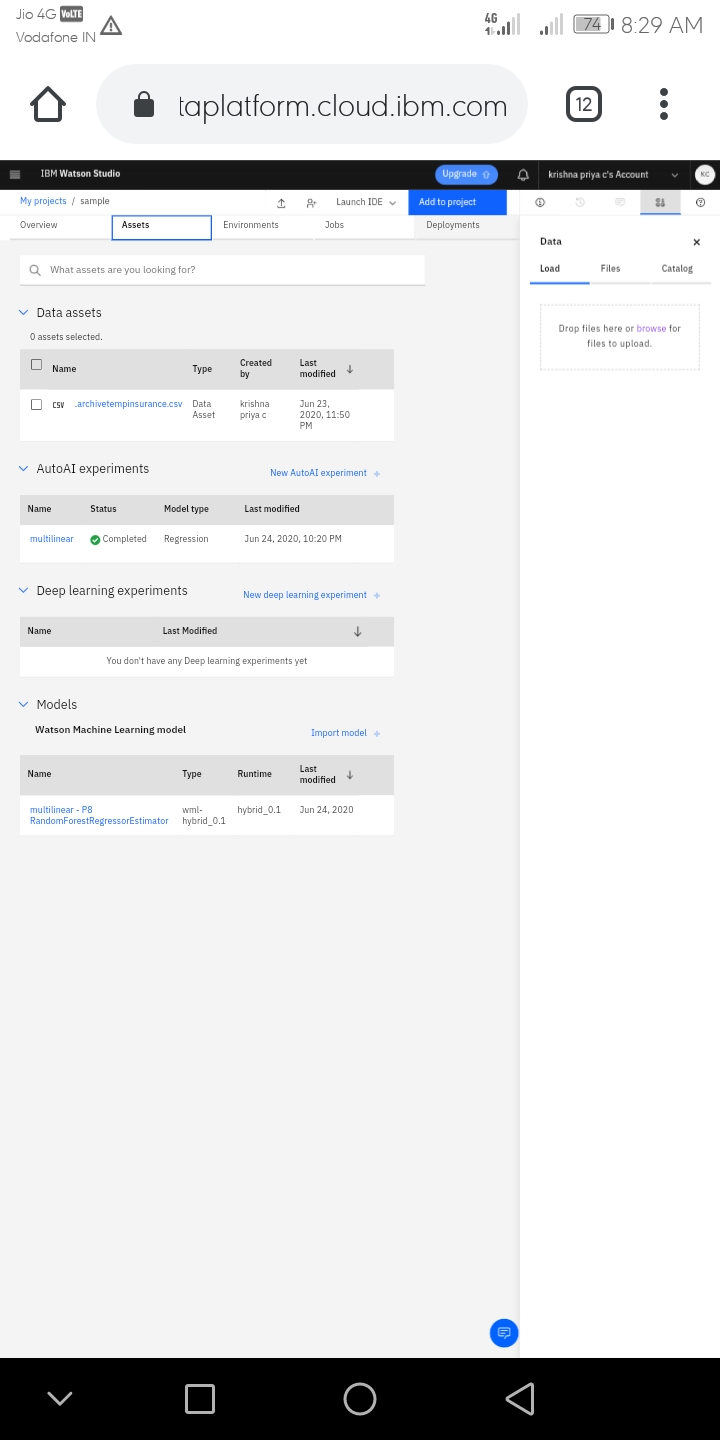 Jio 4G VoLTE
Vodafone IN
4G
74
8:29 AM
taplatform.cloud.ibm.com
12
IBM Watson Studio
Upgrade
krishna priya c's Account
KC
My projects / sample
Launch IDE
Add to project
Overview
Assets
Environments
Jobs
Deployments
Data
Load
Files
Catalog
Drop files here or browse for
files to upload.
What assets are you looking for?
Data assets
0 assets selected.
Name
Type
Created
by
Last
modified
CSV
.archivetempinsurance.csv
Data
Asset
krishna
priya c
Jun 23,
2020, 11:50
PM
AutoAI experiments
New AutoAI experiment +
Name
Status
Model type
Last modified
multilinear
Completed
Regression
Jun 24, 2020, 10:20 PM
Deep learning experiments
New deep learning experiment +
Name
Last Modified
You don't have any Deep learning experiments yet
Models
Watson Machine Learning model
Import model +
Name
Type
Runtime
Last
modified
multilinear - P8
RandomForestRegressorEstimator
wml-
hybrid_0.1
hybrid_0.1
Jun 24, 2020